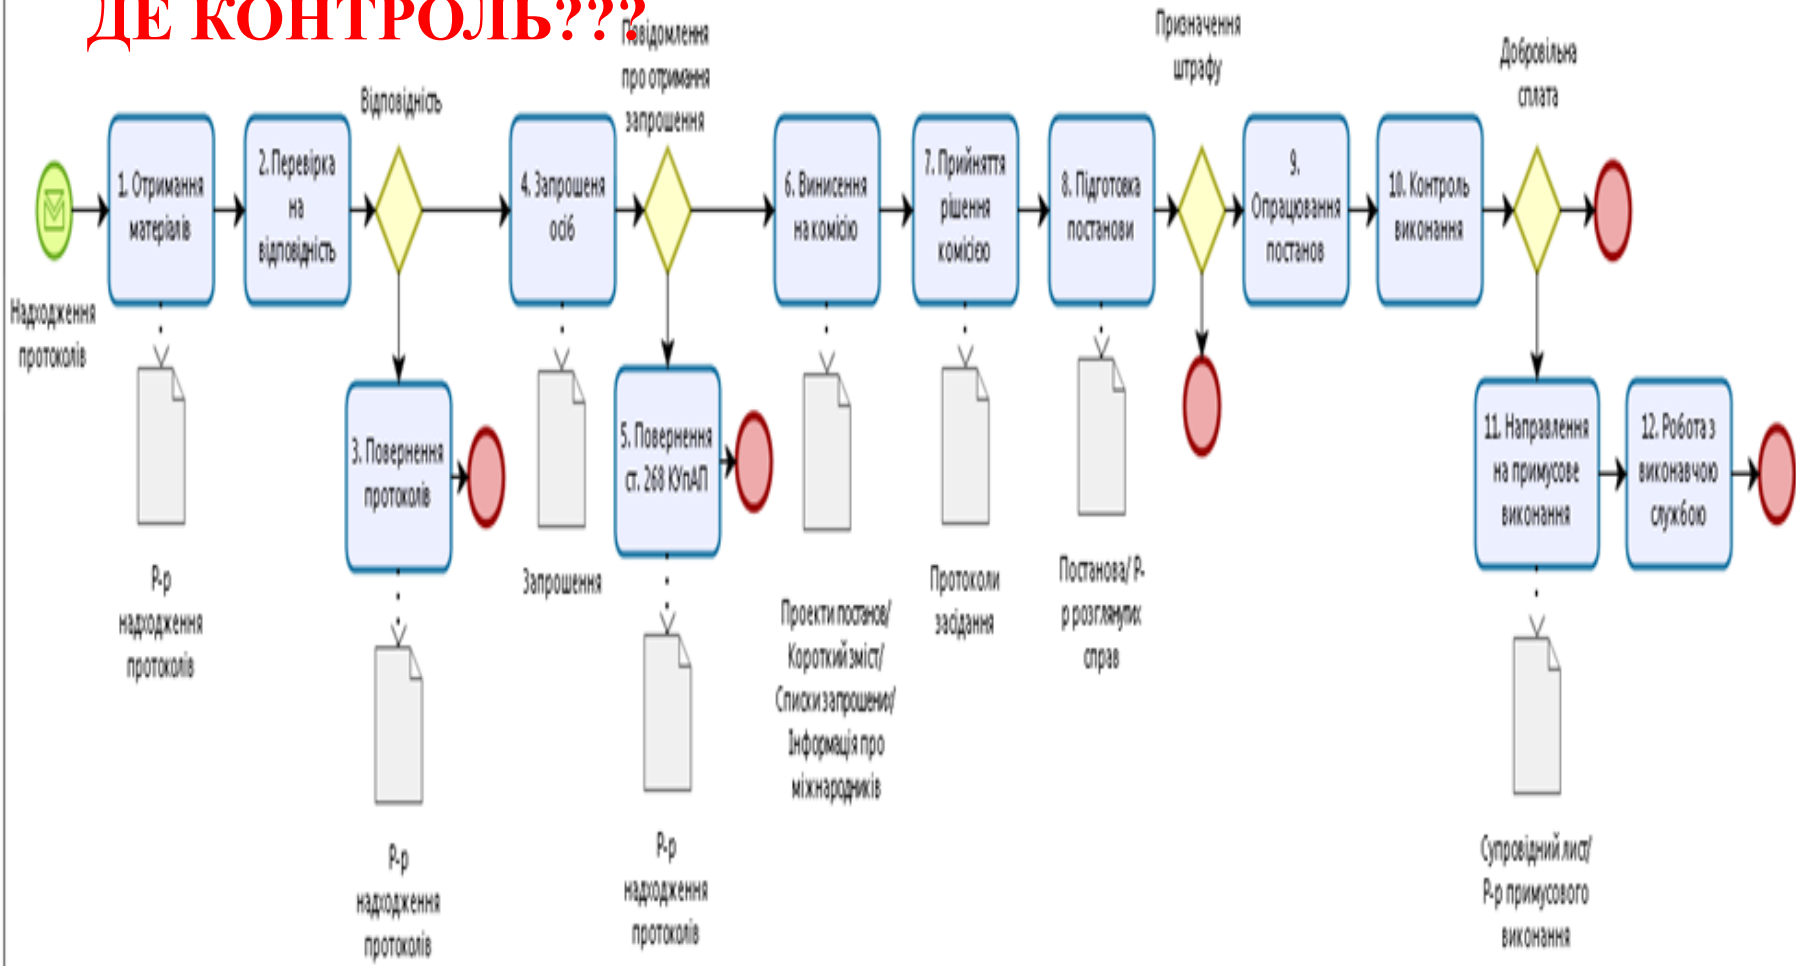 ДЕ КОНТРОЛЬ???
Відповідність
Повідомлення
про отримання
запрошення
Призначення
штрафу
Добровільна
сплата
Надходження
протоколів
1. Отримання
матеріалів
2. Перевірка
на
відповідність
4. Запрошеня
осіб
6. Винисення
на комісію
7. Прийняття
рішення
комісією
8. Підготовка
постанови
9.
Опрацювання
постанов
10. Контроль
виконання
3. Повернення
протоколів
5. Повернення
ст. 268 КУпАП
11. Направлення
на примусове
виконання
12. Робота з
виконавчою
службою
Р-р
надходження
протоколів
Р-р
надходження
протоколів
Запрошення
Р-р
надходження
протоколів
Проекти постанов/
Короткий зміст/
Списки запрошених/
Інформація про
міжнародників
Протоколи
засідання
Постанова/ Р-
р розглянутих
справ
Супровідний лист/
Р-р примусового
виконання